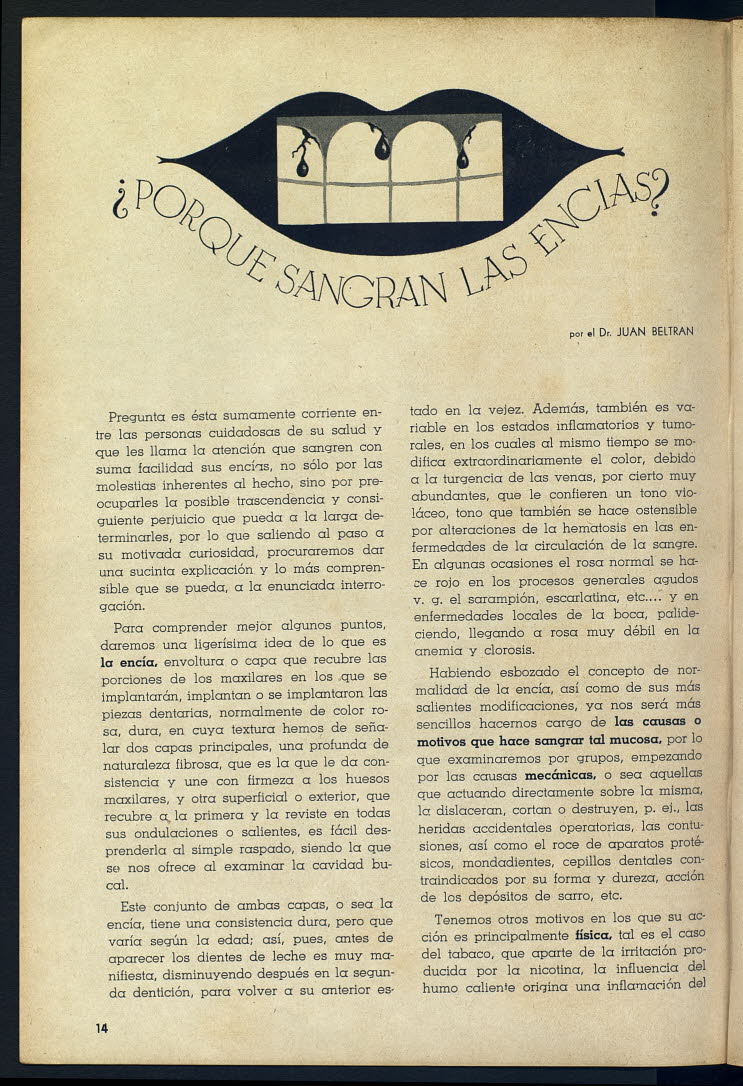 ¿PORQUE SANGRAN LAS ENCIAS?
por el Dr. JUAN BELTRAN
Pregunta es ésta sumamente corriente en-
tre las personas cuidadosas de su salud y
que les llama la atención que sangren con
suma facilidad sus encías, no sólo por las
molestias inherentes al hecho, sino por pre-
ocuparles la posible trascendencia y consi-
guiente perjuicio que pueda a la larga de-
terminarles, por lo que saliendo al paso a
su motivada curiosidad, procuraremos dar
una sucinta explicación y lo más compren-
sible que se pueda, a la enunciada interro-
gación.
Para comprender mejor algunos puntos,
daremos una ligerísima idea de lo que es
la encía, envoltura o capa que recubre las
porciones de los maxilares en los que se
implantarán, implantan o se implantaron las
piezas dentarias, normalmente de color ro-
sa, dura, en cuya textura hemos de seña-
lar dos capas principales, una profunda de
naturaleza fibrosa, que es la que le da con-
sistencia y une con firmeza a los huesos
maxilares, y otra superficial o exterior, que
recubre a la primera y la reviste en todas
sus ondulaciones o salientes, es fácil des-
prenderla al simple raspado, siendo la que
se nos ofrece al examinar la cavidad bu-
cal.
Este conjunto de ambas capas, o sea la
encía, tiene una consistencia dura, pero que
varía según la edad; así, pues, antes de
aparecer los dientes de leche es muy ma-
nifiesta, disminuyendo después en la segun-
da dentición, para volver a su anterior es-
tado en la vejez. Además, también es va-
riable en los estados inflamatorios y tumo-
rales, en los cuales al mismo tiempo se mo-
difica extraordinariamente el color, debido
a la turgencia de las venas, por cierto muy
abundantes, que le confieren un tono vio-
láceo, tono que también se hace ostensible
por alteraciones de la hematosis en las en-
fermedades de la circulación de la sangre.
En algunas ocasiones el rosa normal se ha-
ce rojo en los procesos generales agudos
v. g. el sarampión, escarlatina, etc.... y en
enfermedades locales de la boca, palide-
ciendo, llegando a rosa muy débil en la
anemia y clorosis.
Habiendo esbozado el concepto de nor-
malidad de la encía, así como de sus más
salientes modificaciones, ya nos será más
sencillos hacernos cargo de las causas o
motivos que hace sangrar tal mucosa, por lo
que examinaremos por grupos, empezando
por las causas mecánicas, o sea aquellas
que actuando directamente sobre la misma,
la dislaceran, cortan o destruyen, p. ej., las
heridas accidentales operatorias, las contu-
siones, así como el roce de aparatos proté-
sicos, mondadientes, cepillos dentales con-
traindicados por su forma y dureza, acción
de los depósitos de sarro, etc.
Tenemos otros motivos en los que su ac-
ción es principalmente física, tal es el caso
del tabaco, que aparte de la irritación pro-
ducida por la nicotina, la influencia del
humo caliente origina una inflamación del
14